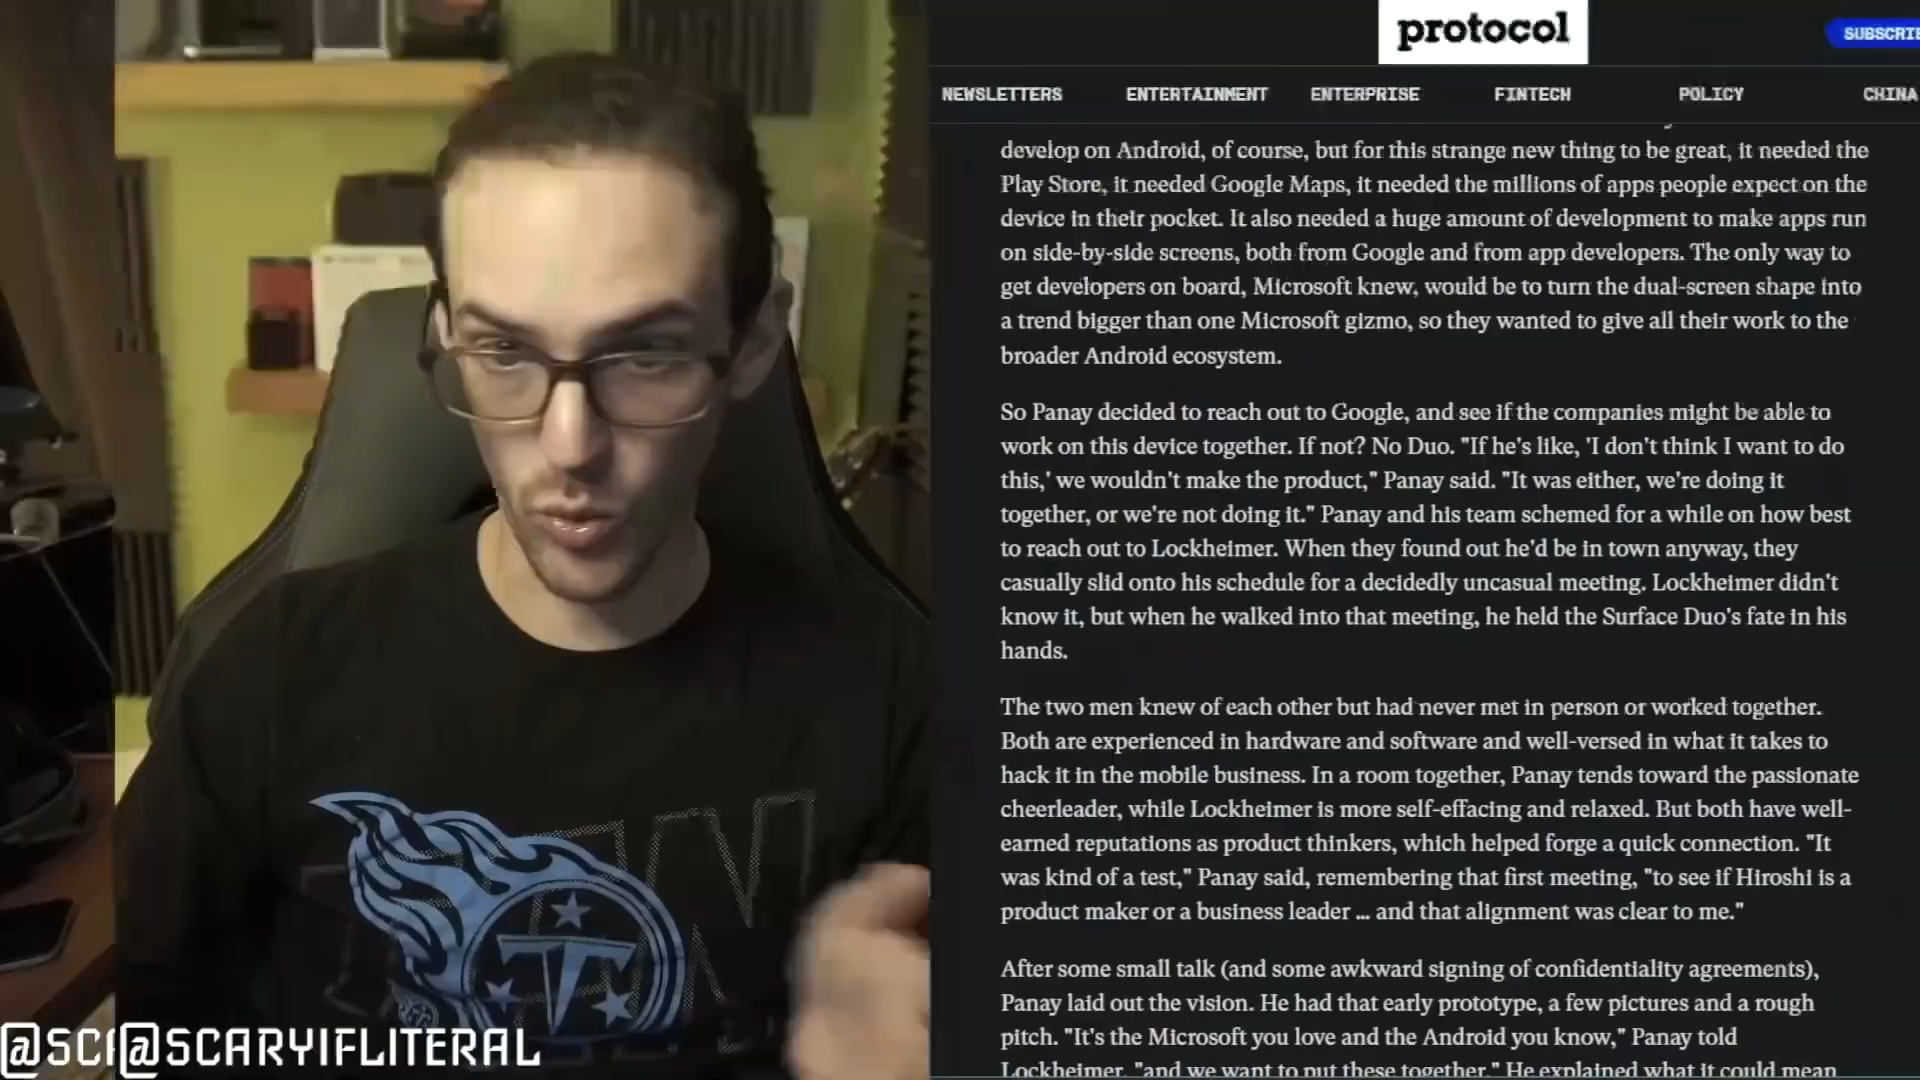 protocol
SUBSCRIBE
NEWSLETTERS
ENTERTAINMENT
ENTERPRISE
FINTECH
POLICY
CHINA
develop on Android, of course, but for this strange new thing to be great, it needed the
Play Store, it needed Google Maps, it needed the millions of apps people expect on the
device in their pocket. It also needed a huge amount of development to make apps run
on side-by-side screens, both from Google and from app developers. The only way to
get developers on board, Microsoft knew, would be to turn the dual-screen shape into
a trend bigger than one Microsoft gizmo, so they wanted to give all their work to the
broader Android ecosystem.
So Panay decided to reach out to Google, and see if the companies might be able to
work on this device together. If not? No Duo. "If he's like, 'I don't think I want to do
this,' we wouldn't make the product," Panay said. "It was either, we're doing it
together, or we're not doing it." Panay and his team schemed for a while on how best
to reach out to Lockheimer. When they found out he'd be in town anyway, they
casually slid onto his schedule for a decidedly uncasual meeting. Lockheimer didn't
know it, but when he walked into that meeting, he held the Surface Duo's fate in his
hands.
The two men knew of each other but had never met in person or worked together.
Both are experienced in hardware and software and well-versed in what it takes to
hack it in the mobile business. In a room together, Panay tends toward the passionate
cheerleader, while Lockheimer is more self-effacing and relaxed. But both have well-
earned reputations as product thinkers, which helped forge a quick connection. "It
was kind of a test," Panay said, remembering that first meeting, "to see if Hiroshi is a
product maker or a business leader ... and that alignment was clear to me."
After some small talk (and some awkward signing of confidentiality agreements),
Panay laid out the vision. He had that early prototype, a few pictures and a rough
pitch. "It's the Microsoft you love and the Android you know," Panay told
Lockheimer, "and we want to put these together." He explained what it could mean
@SC
@SCARYIFLITERAL